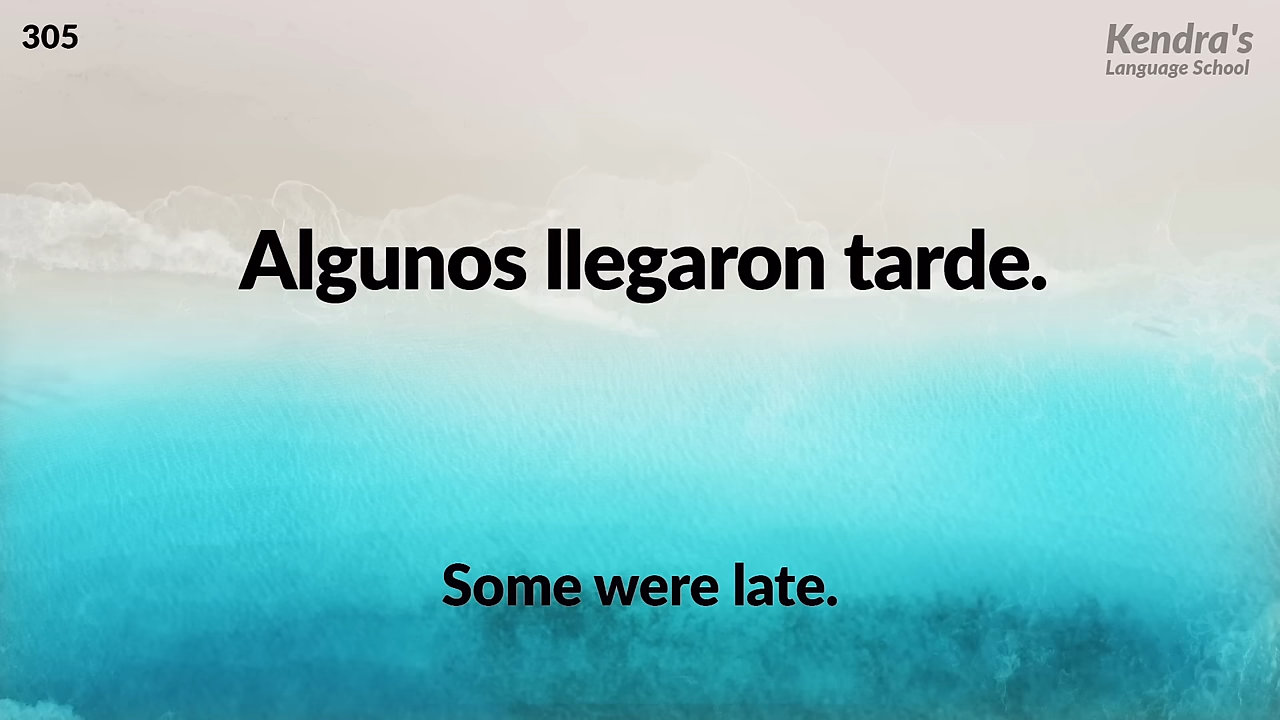 305
Kendra's
Language School
Algunos llegaron tarde.
Some were late.